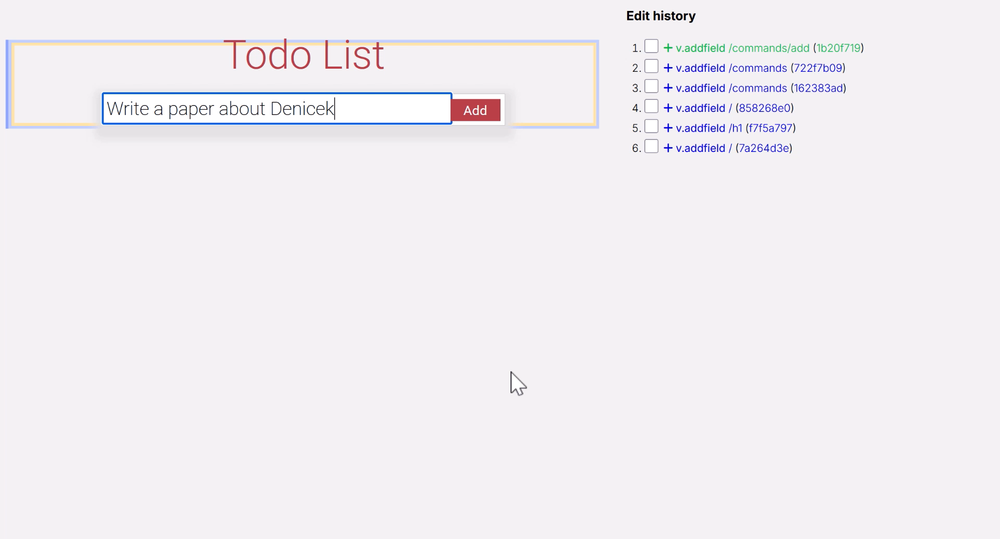 Todo List
Write a paper about Denicek
Add
Edit history
1. + v.addfield /commands/add (1b20f719)
2. + v.addfield /commands (722f7b09)
3. + v.addfield /commands (162383ad)
4. + v.addfield / (858268e0)
5. + v.addfield /h1 (f7f5a797)
6. + v.addfield / (7a264d3e)